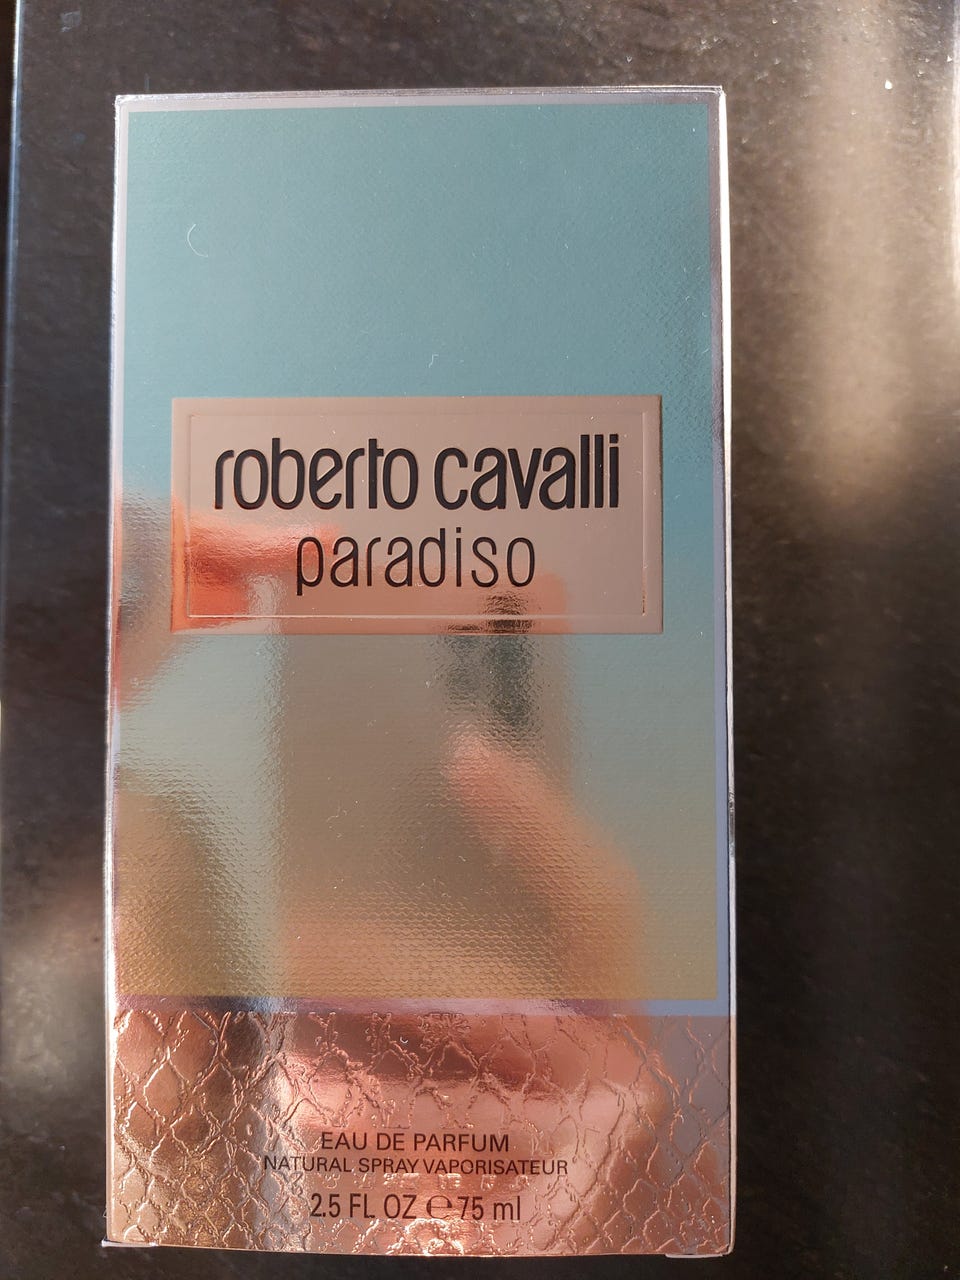 roberto cavalli
paradiso
EAU DE PARFUM
NATURAL SPRAY VAPORISATEUR
2.5 FL. OZ ℮ 75 ml